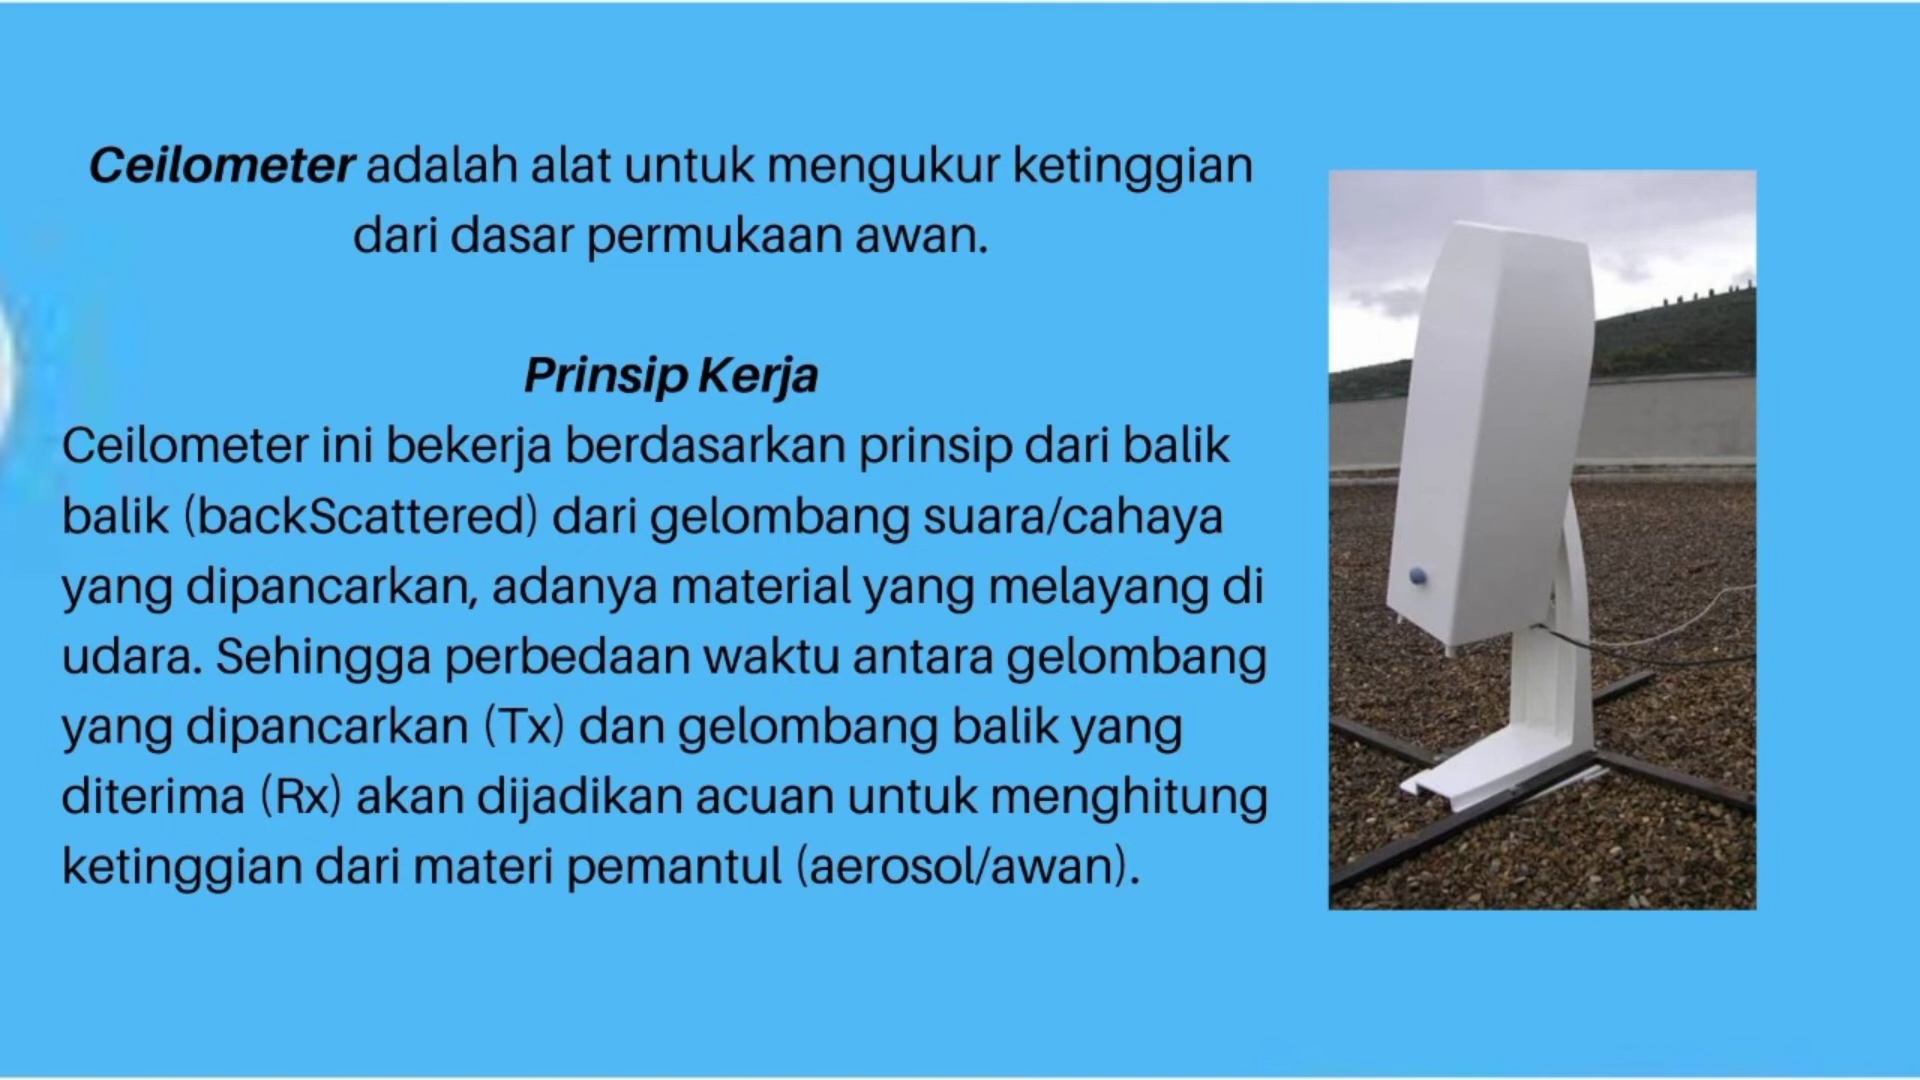 Ceilometer adalah alat untuk mengukur ketinggian
dari dasar permukaan awan.
Prinsip Kerja
Ceilometer ini bekerja berdasarkan prinsip dari balik
balik (backScattered) dari gelombang suara/cahaya
yang dipancarkan, adanya material yang melayang di
udara. Sehingga perbedaan waktu antara gelombang
yang dipancarkan (Tx) dan gelombang balik yang
diterima (Rx) akan dijadikan acuan untuk menghitung
ketinggian dari materi pemantul (aerosol/awan).